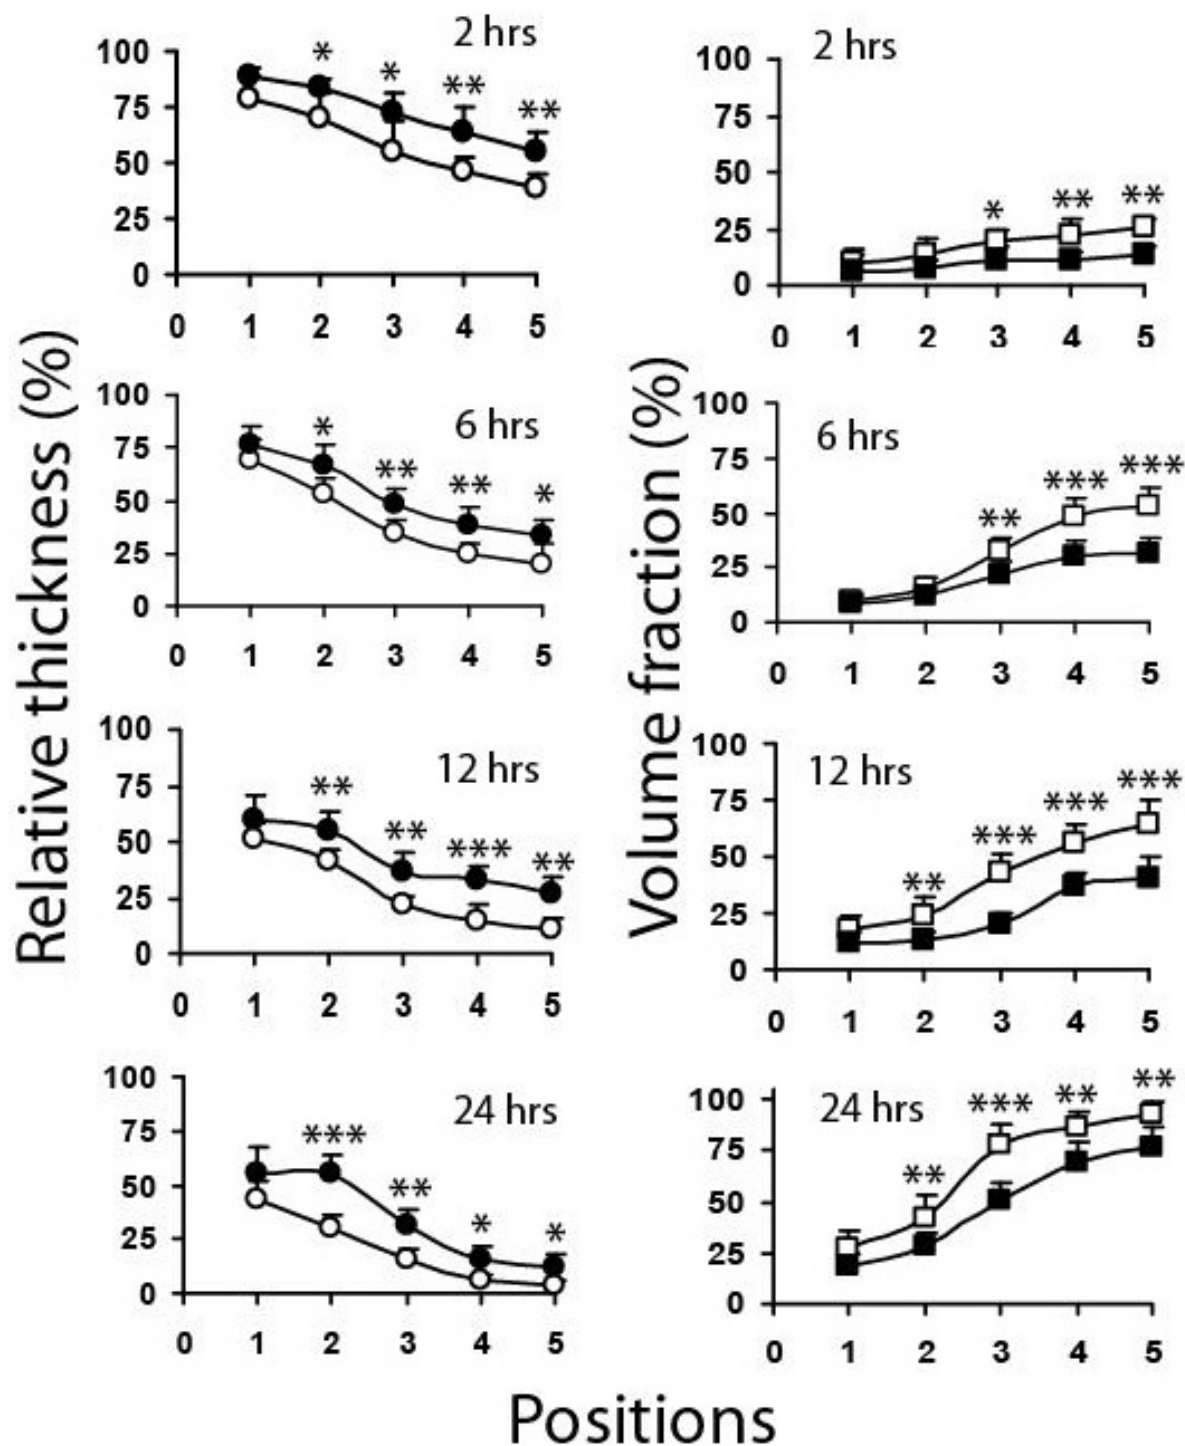 Relative thickness (%)
2 hrs
100
75
50
25
0
* * ** **
0 1 2 3 4 5
6 hrs
100
75
50
25
0
* ** ** *
0 1 2 3 4 5
12 hrs
100
75
50
25
0
** ** *** **
0 1 2 3 4 5
24 hrs
100
75
50
25
0
*** ** * *
0 1 2 3 4 5
Volume fraction (%)
2 hrs
100
75
50
25
0
* ** **
0 1 2 3 4 5
6 hrs
100
75
50
25
0
** *** ***
0 1 2 3 4 5
12 hrs
100
75
50
25
0
** *** *** ***
0 1 2 3 4 5
24 hrs
100
75
50
25
0
** *** ** **
0 1 2 3 4 5
Positions